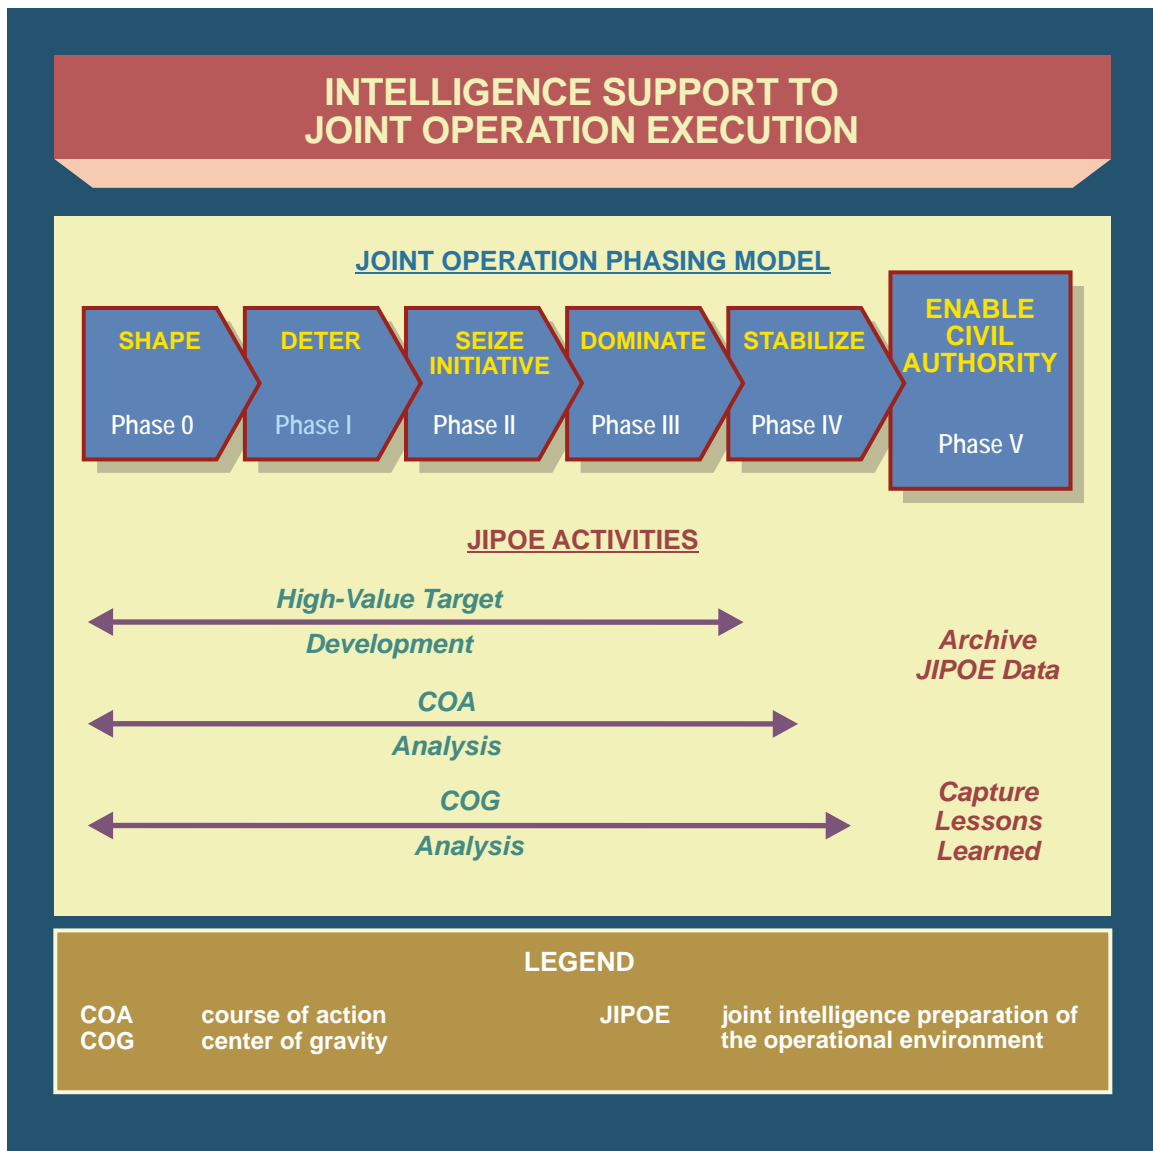 INTELLIGENCE SUPPORT TO
JOINT OPERATION EXECUTION
JOINT OPERATION PHASING MODEL
SHAPE
Phase 0
DETER
Phase I
SEIZE
INITIATIVE
Phase II
DOMINATE
Phase III
STABILIZE
Phase IV
ENABLE
CIVIL
AUTHORITY
Phase V
JIPOE ACTIVITIES
High-Value Target
Development
COA
Analysis
COG
Analysis
Archive
JIPOE Data
Capture
Lessons
Learned
LEGEND
COA course of action
COG center of gravity
JIPOE joint intelligence preparation of
the operational environment